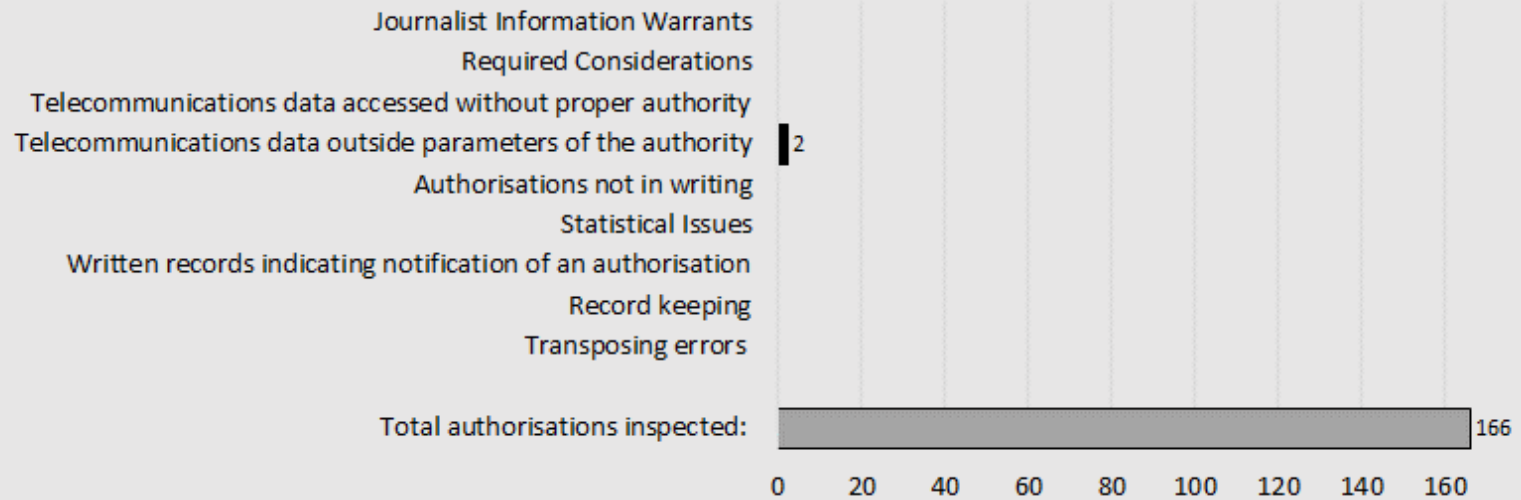 Journalist Information Warrants
Required Considerations
Telecommunications data accessed without proper authority
Telecommunications data outside parameters of the authority 2
Authorisations not in writing
Statistical Issues
Written records indicating notification of an authorisation
Record keeping
Transposing errors
Total authorisations inspected: 166
0 20 40 60 80 100 120 140 160